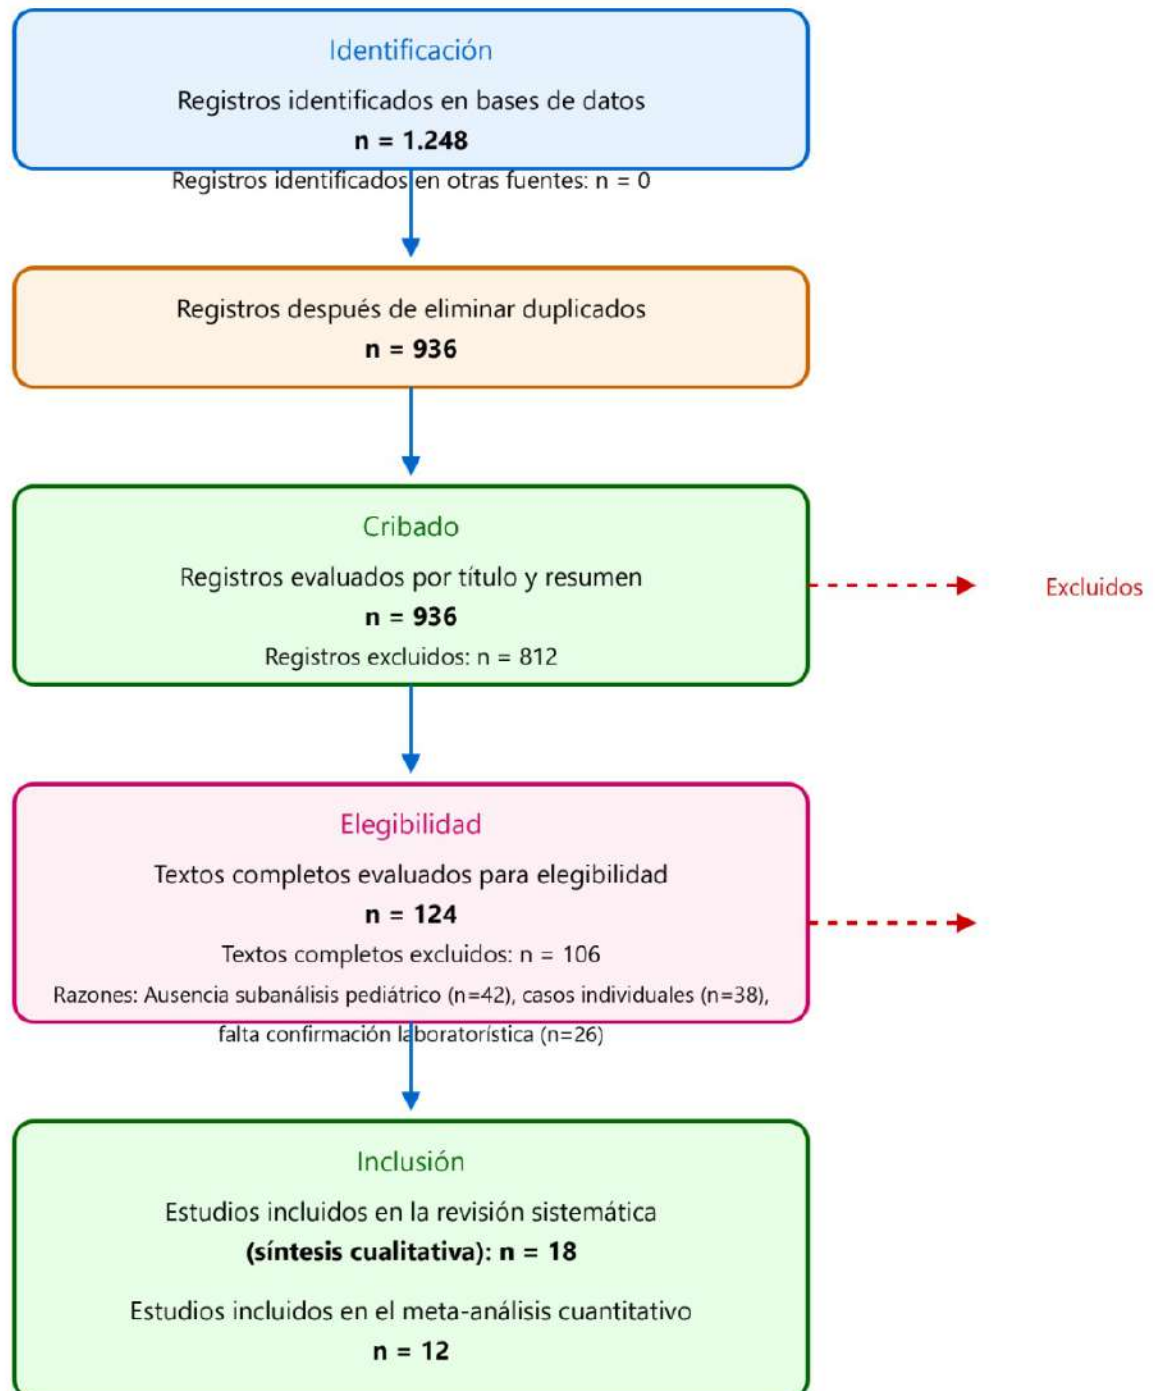 Identificación
Registros identificados en bases de datos
n = 1.248
Registros identificados en otras fuentes: n = 0
Registros después de eliminar duplicados
n = 936
Cribado
Registros evaluados por título y resumen
n = 936
Registros excluidos: n = 812
Excluidos
Elegibilidad
Textos completos evaluados para elegibilidad
n = 124
Textos completos excluidos: n = 106
Razones: Ausencia subanálisis pediátrico (n=42), casos individuales (n=38),
falta confirmación laboratorística (n=26)
Inclusión
Estudios incluidos en la revisión sistemática
(síntesis cualitativa): n = 18
Estudios incluidos en el meta-análisis cuantitativo
n = 12